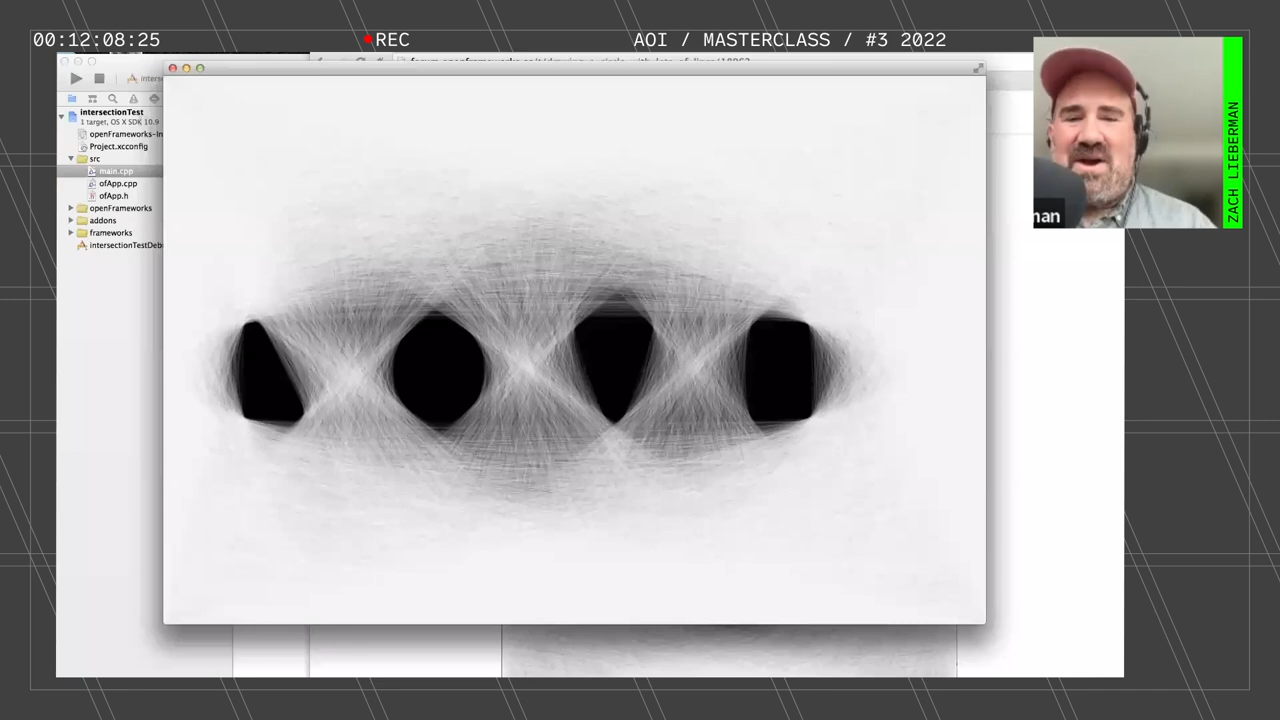 00:12:08:25
REC
AOI / MASTERCLASS / #3 2022
ZACH LIEBERMAN
man
intersectionTest
1 target, OS X SDK 10.9
openFrameworks-In
Project.xcconfig
src
main.cpp
ofApp.cpp
ofApp.h
openFrameworks
addons
frameworks
intersectionTestDeb